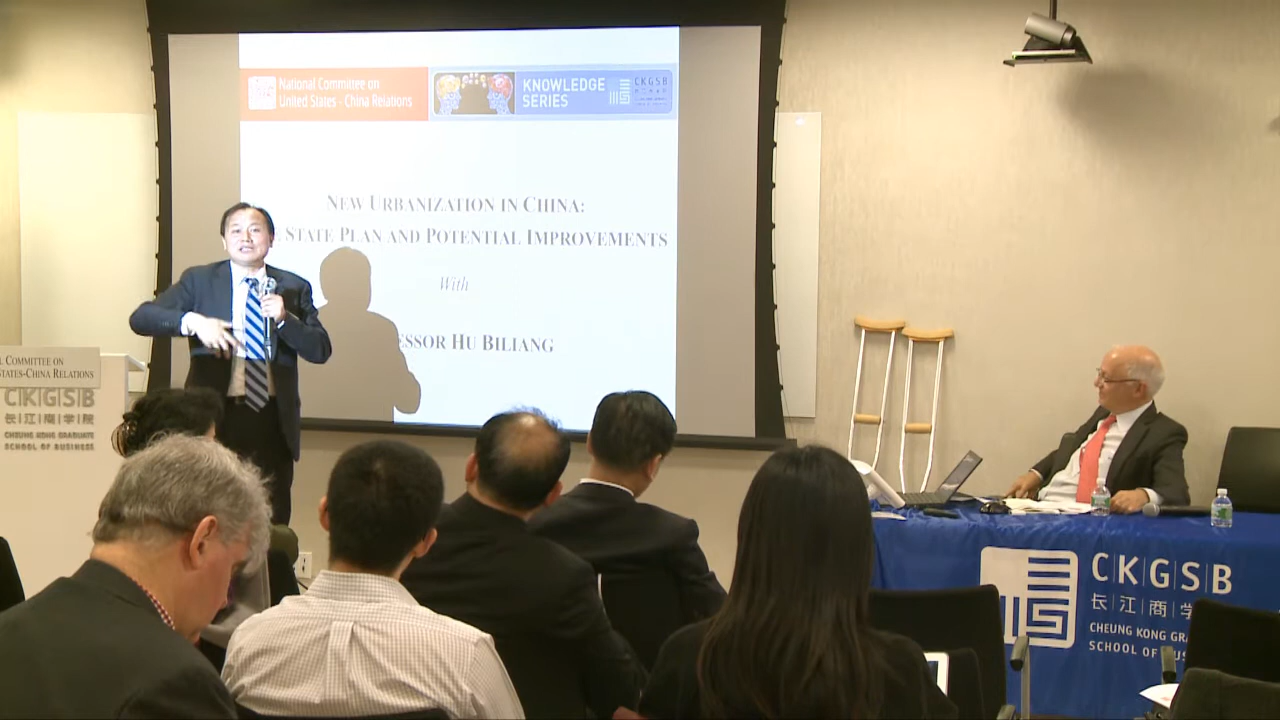 National Committee on
United States - China Relations
KNOWLEDGE
SERIES
CKGSB
NEW URBANIZATION IN CHINA:
STATE PLAN AND POTENTIAL IMPROVEMENTS
With
ESSOR HU BILIANG
L COMMITTEE ON
STATES-CHINA RELATIONS
CKGSB
长江商学院
CHEUNG KONG GRADUATE
SCHOOL OF BUSINESS
CKGSB
长江商学
CHEUNG KONG GRA
SCHOOL OF BUS